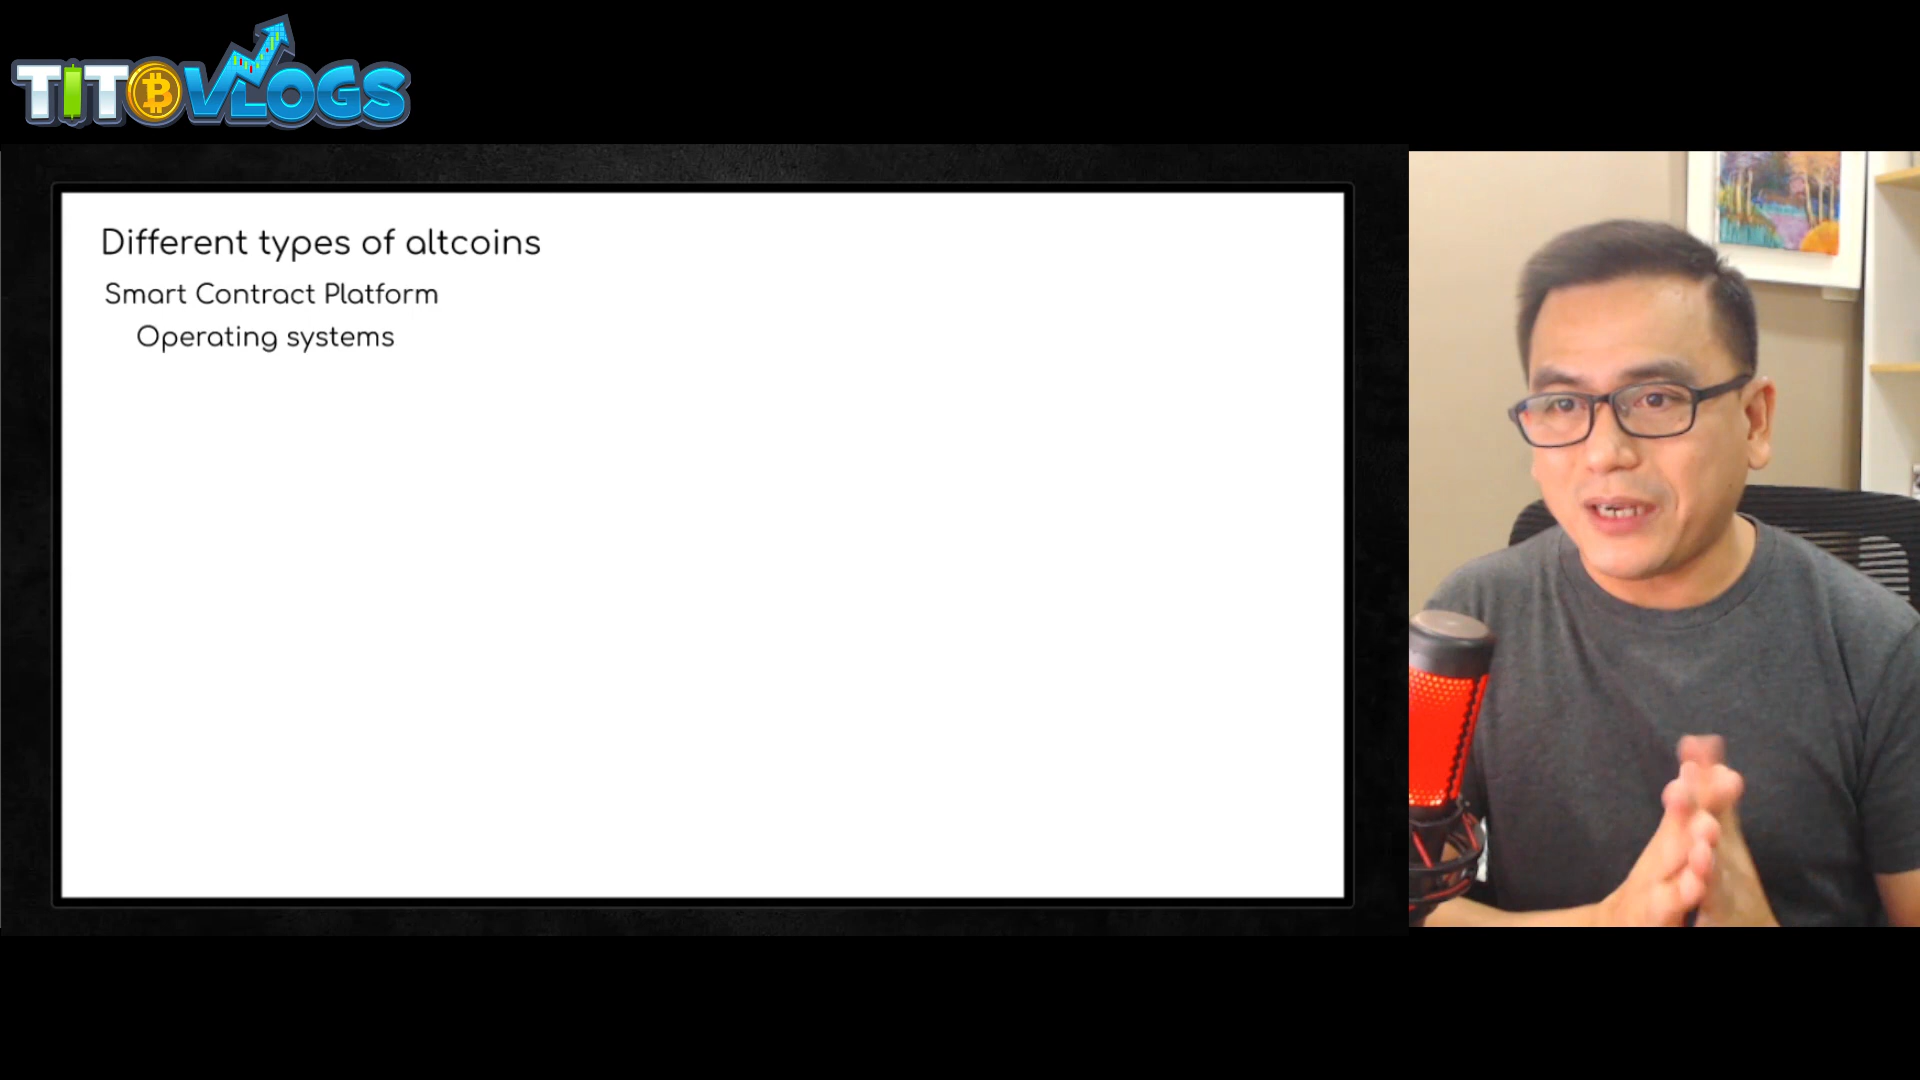 TITOVLOGS
Different types of altcoins
Smart Contract Platform
Operating systems